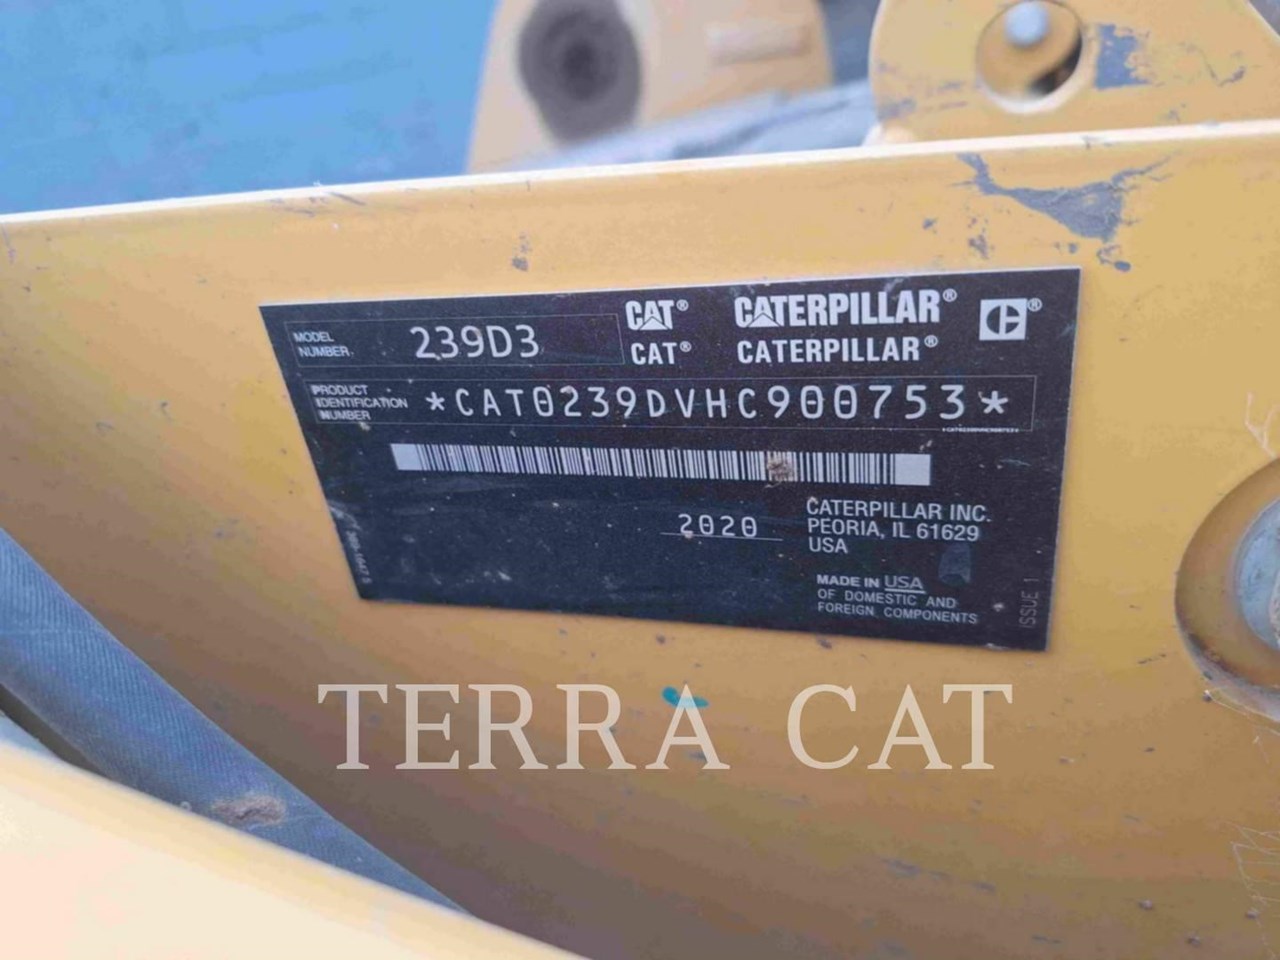 MODEL
NUMBER
239D3
CAT® CATERPILLAR® ®
CAT® CATERPILLAR®
PRODUCT
IDENTIFICATION
NUMBER
*CAT0239DVHC900753*
2020
CATERPILLAR INC.
PEORIA, IL 61629
USA
MADE IN USA
OF DOMESTIC AND
FOREIGN COMPONENTS
ISSUE 1
TERRA CAT